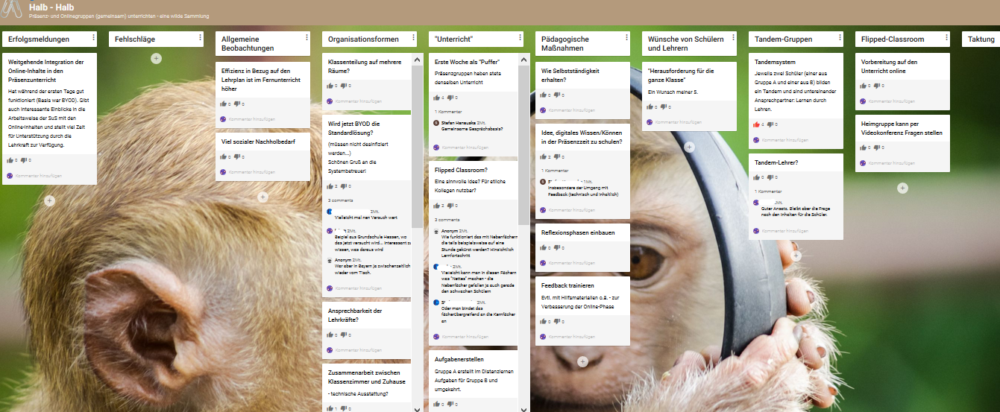 Halb - Halb
Präsenz- und Onlinegruppen (gemeinsam) unterrichten - eine wilde Sammlung
Erfolgsmeldungen
Weitgehende Integration der
Online-Inhalte in den
Präsenzunterricht
Hat während der ersten Tage gut
funktioniert (Basis war BYOD). Gibt
auch interessante Einblicke in die
Arbeitsweise der SuS mit den
Online-Inhalten und stellt viel Zeit
für Unterstützung durch die
Lehrkraft zur Verfügung.
0 0
Kommentar hinzufügen
Fehlschläge
Allgemeine
Beobachtungen
Effizienz in Bezug auf den
Lehrplan ist im Fernunterricht
höher
0 0
Kommentar hinzufügen
Viel sozialer Nachholbedarf
0 0
Kommentar hinzufügen
Organisationsformen
Klassenteilung auf mehrere
Räume?
0 0
Kommentar hinzufügen
Wird jetzt BYOD die
Standardlösung?
(müssen nicht desinfiziert
werden...)
Schönen Gruß an die
Systembetreuer!
3 0
3 comments
2Mt.
Vielleicht mal nen Versuch wert
2Mt.
Beipiel aus Grundschule Hessen, wo
das jetzt versucht wird... Interessant zu
wissen, was daraus wird
Anonym 2Mt.
War aber in Bayern ja zwischenzeitlich
wieder vom Tisch.
Kommentar hinzufügen
Ansprechbarkeit der
Lehrkräfte?
0 0
Kommentar hinzufügen
Zusammenarbeit zwischen
Klassenzimmer und Zuhause
- technische Ausstattung?
1 0
"Unterricht"
Erste Woche als "Puffer"
Präsenzgruppen haben stets
denselben Unterricht
4 0
1 Kommentar
Stefan Hanauska 2Mt.
Gemeinsame Gesprächsbasis?
Flipped Classroom?
Eine sinnvolle Idee? Für etliche
Kollegen nutzbar?
2 0
3 comments
Anonym 2Mt.
Wie funktioniert das mit Nebenfächern,
die teils beispielsweise auf eine
Stunde gekürzt werden? Hinsichtlich
Lernfortschritt
2Mt.
Vielleicht kann man in diesen Fächern
was "Nettes" machen - die
Nebenfächer gefallen ja auch gerade
den schwachen Schülern
2Mt.
Oder man bindet das
fächerübergreifend an die Kernfächer
an
Kommentar hinzufügen
Aufgabenerstellen
Gruppe A erstellt im Distanzlernen
Aufgaben für Gruppe B und
umgekehrt.
0 0
Pädagogische
Maßnahmen
Wie Selbstständigkeit
erhalten?
0 0
Kommentar hinzufügen
Idee, digitales Wissen/Können
in der Präsenzzeit zu schulen?
2 0
1 Kommentar
1Mt.
Insbesondere der Umgang mit
Feedback (technisch und inhaltlich)
Kommentar hinzufügen
Reflexionsphasen einbauen
0 0
Kommentar hinzufügen
Feedback trainieren
Evtl. mit Hilfsmaterialien o.ä. - zur
Verbesserung der Online-Phase
0 0
Kommentar hinzufügen
Wünsche von Schülern
und Lehrern
"Herausforderung für die
ganze Klasse"
Ein Wunsch meiner 5.
0 0
Kommentar hinzufügen
Tandem-Gruppen
Tandemsystem
Jeweils zwei Schüler (einer aus
Gruppe A und einer aus B) bilden
ein Tandem und sind untereinander
Ansprechpartner: Lernen durch
Lehren.
4 0
Kommentar hinzufügen
Tandem-Lehrer?
0 0
1 Kommentar
Guter Ansatz. Bleibt aber die Frage
nach den Inhalten für die Schüler.
Kommentar hinzufügen
Flipped-Classroom
Vorbereitung auf den
Unterricht online
0 0
Kommentar hinzufügen
Heimgruppe kann per
Videokonferenz Fragen stellen
0 0
Kommentar hinzufügen
Taktung